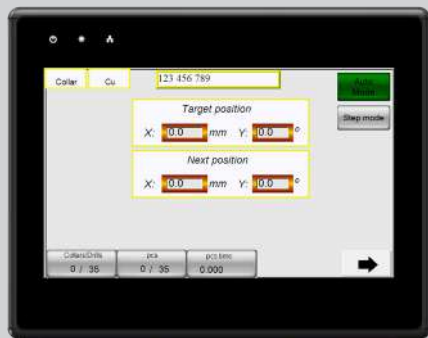 Collar Cu 123 456 789
Auto Mode
Target position
X: 0.0 mm Y: 0.0 °
Step mode
Next position
X: 0.0 mm Y: 0.0 °
Collars/Drills pcs pcs time
0 / 35 0 / 35 0.000